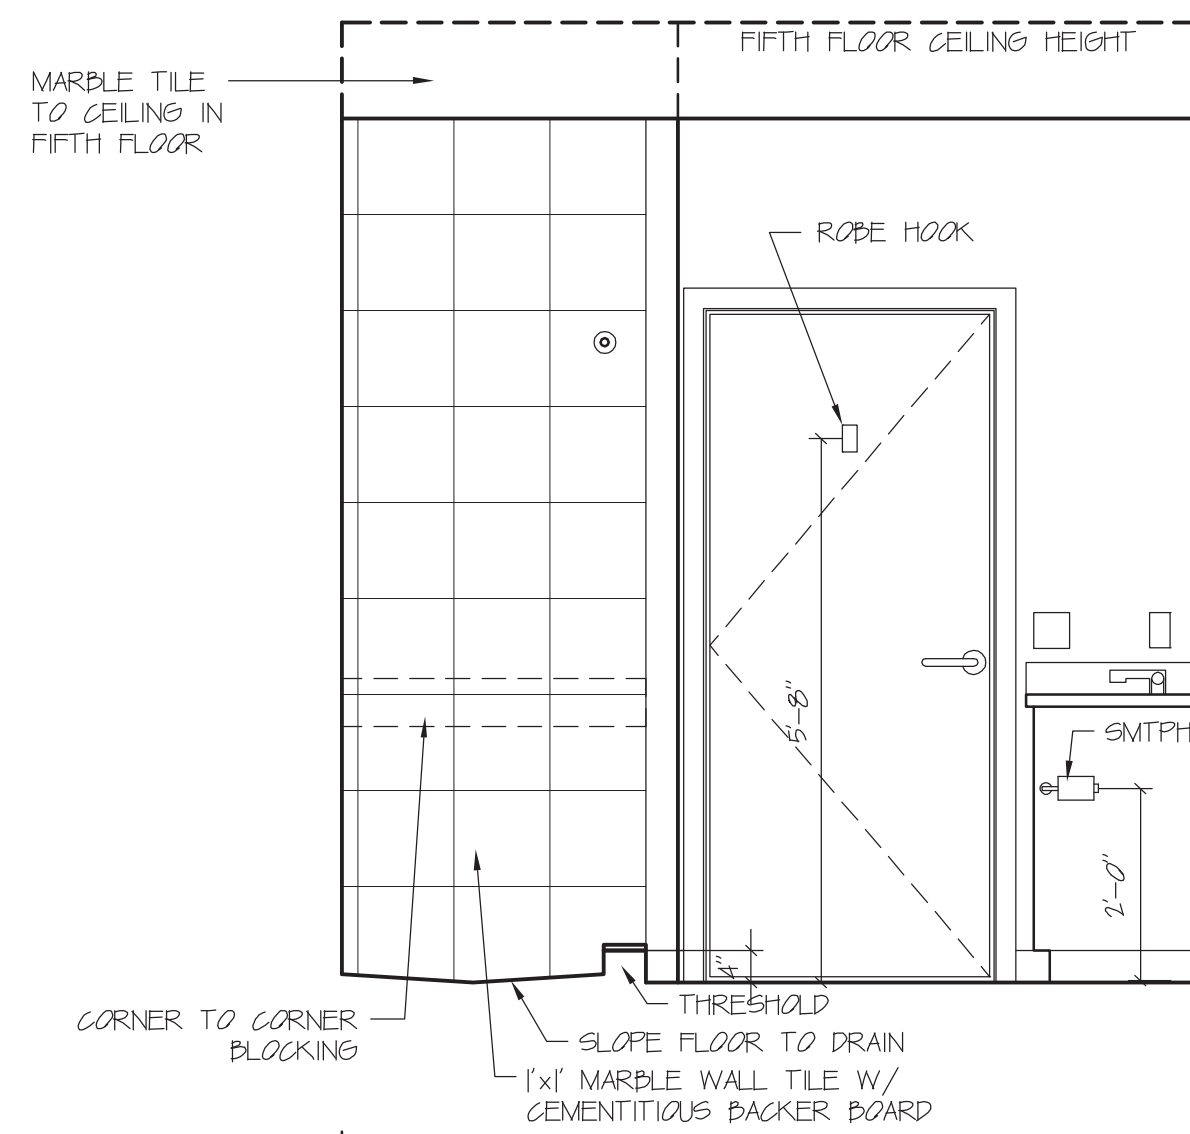 FIFTH FLOOR CEILING HEIGHT
MARBLE TILE
TO CEILING IN
FIFTH FLOOR
ROBE HOOK
5'-8"
SMTPH
2'-0"
4"
THRESHOLD
CORNER TO CORNER
BLOCKING
SLOPE FLOOR TO DRAIN
1'x1' MARBLE WALL TILE W/
CEMENTITIOUS BACKER BOARD